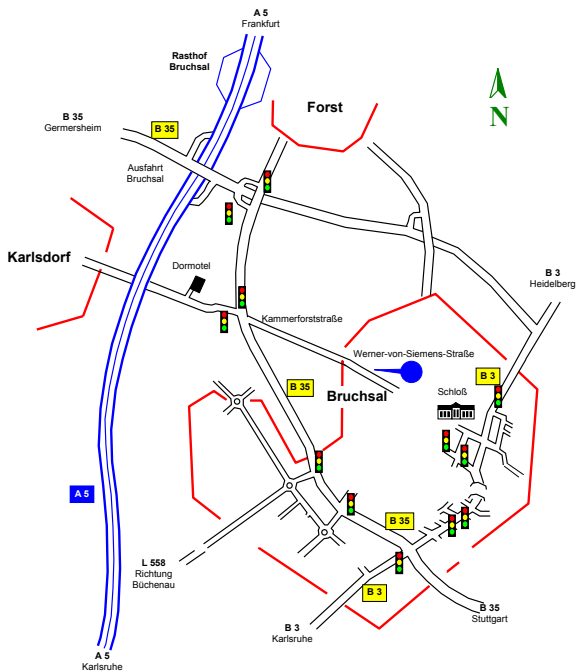 A 5
Frankfurt
Rasthof
Bruchsal
Forst
N
B 35
Germersheim
B 35
Ausfahrt
Bruchsal
Karlsdorf
Dormotel
B 3
Heidelberg
Kammerforststraße
Werner-von-Siemens-Straße
B 3
B 35
Bruchsal
Schloß
A 5
B 35
L 558
Richtung
Büchenau
B 3
B 3
Karlsruhe
B 35
Stuttgart
A 5
Karlsruhe